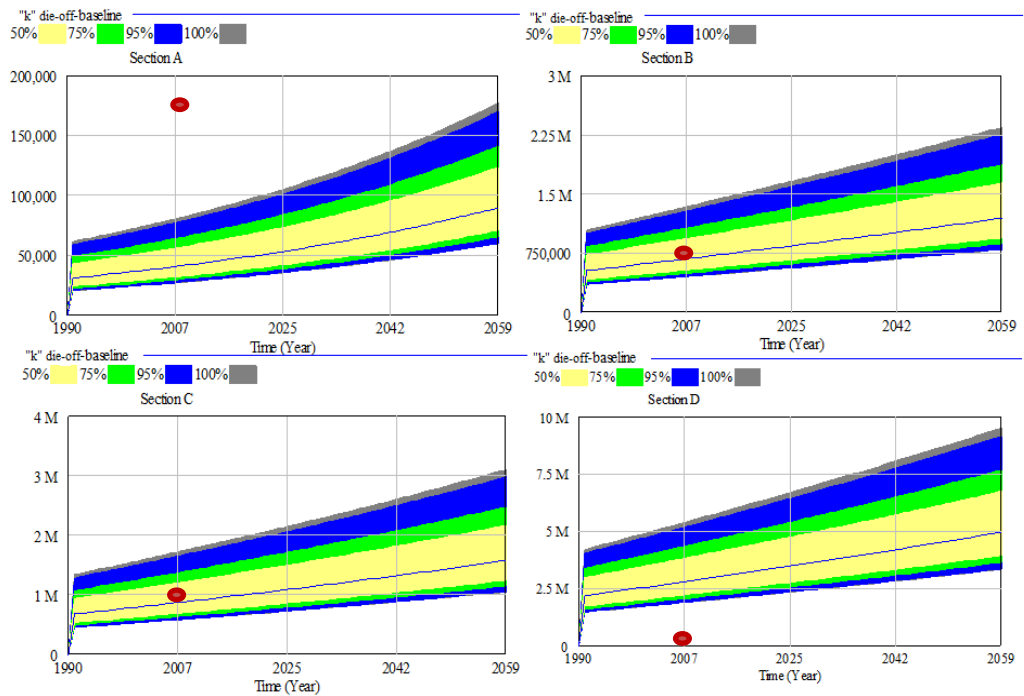 "k" die-off-baseline
50% 75% 95% 100%
Section A
200,000
150,000
100,000
50,000
0
1990 2007 2025 2042 2059
Time (Year)
"k" die-off-baseline
50% 75% 95% 100%
Section B
3 M
2.25 M
1.5 M
750,000
0
1990 2007 2025 2042 2059
Time (Year)
"k" die-off-baseline
50% 75% 95% 100%
Section C
4 M
3 M
2 M
1 M
0
1990 2007 2025 2042 2059
Time (Year)
"k" die-off-baseline
50% 75% 95% 100%
Section D
10 M
7.5 M
5 M
2.5 M
0
1990 2007 2025 2042 2059
Time (Year)